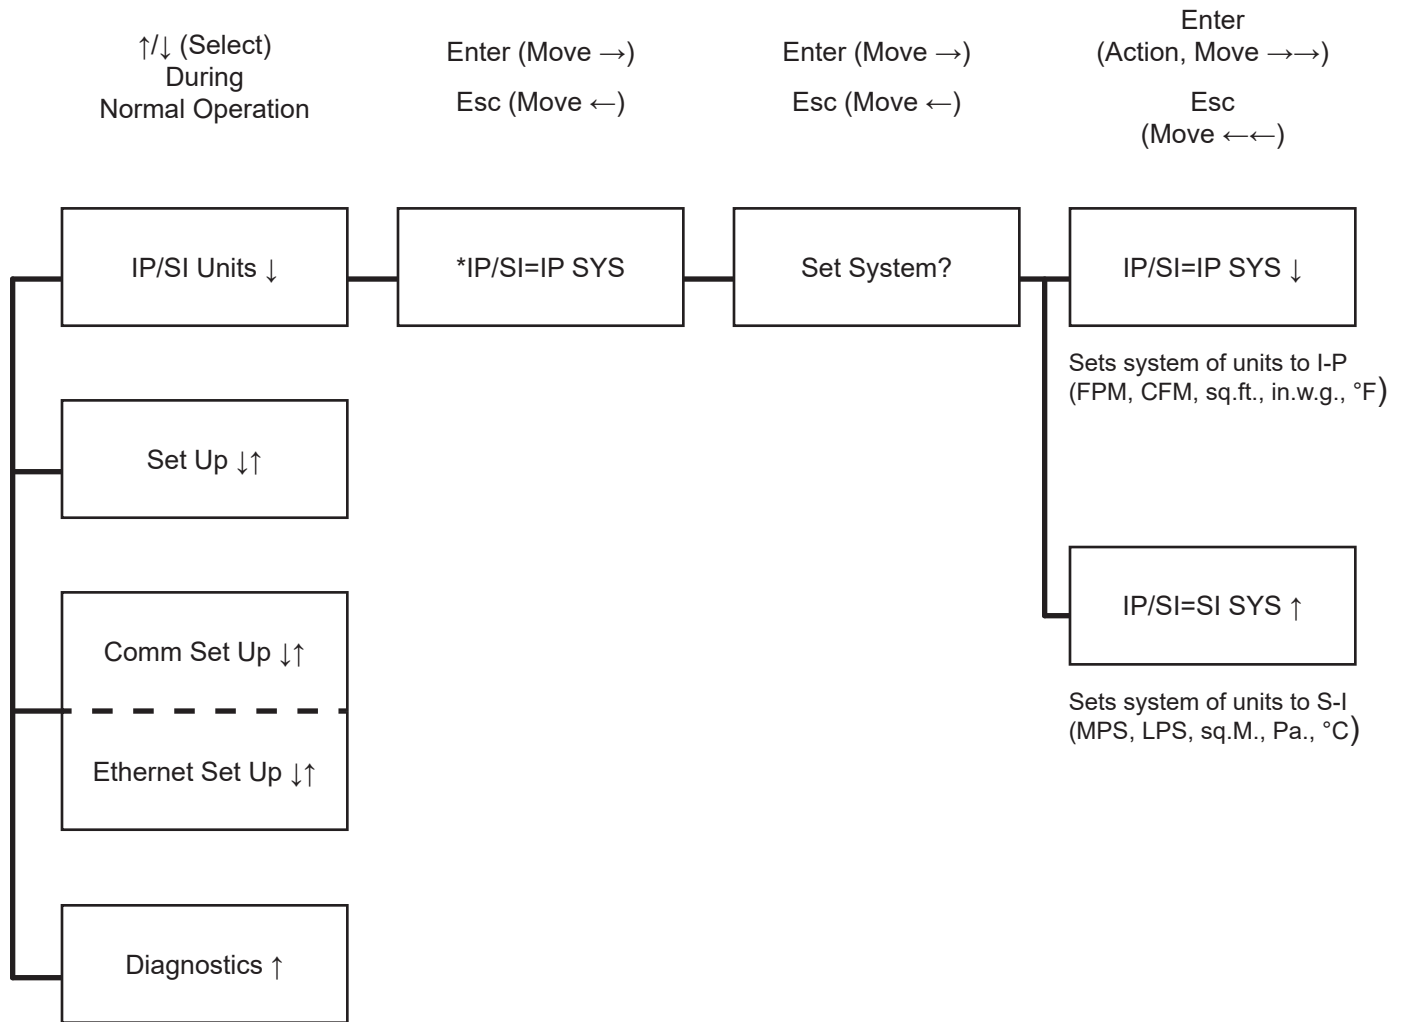 ↑/↓ (Select)
During
Normal Operation
Enter (Move →)
Esc (Move ←)
Enter (Move →)
Esc (Move ←)
Enter
(Action, Move →→)
Esc
(Move ←←)
IP/SI Units ↓
*IP/SI=IP SYS
Set System?
IP/SI=IP SYS ↓
Sets system of units to I-P
(FPM, CFM, sq.ft., in.w.g., °F)
Set Up ↓↑
Comm Set Up ↓↑
IP/SI=SI SYS ↑
Sets system of units to S-I
(MPS, LPS, sq.M., Pa., °C)
Ethernet Set Up ↓↑
Diagnostics ↑